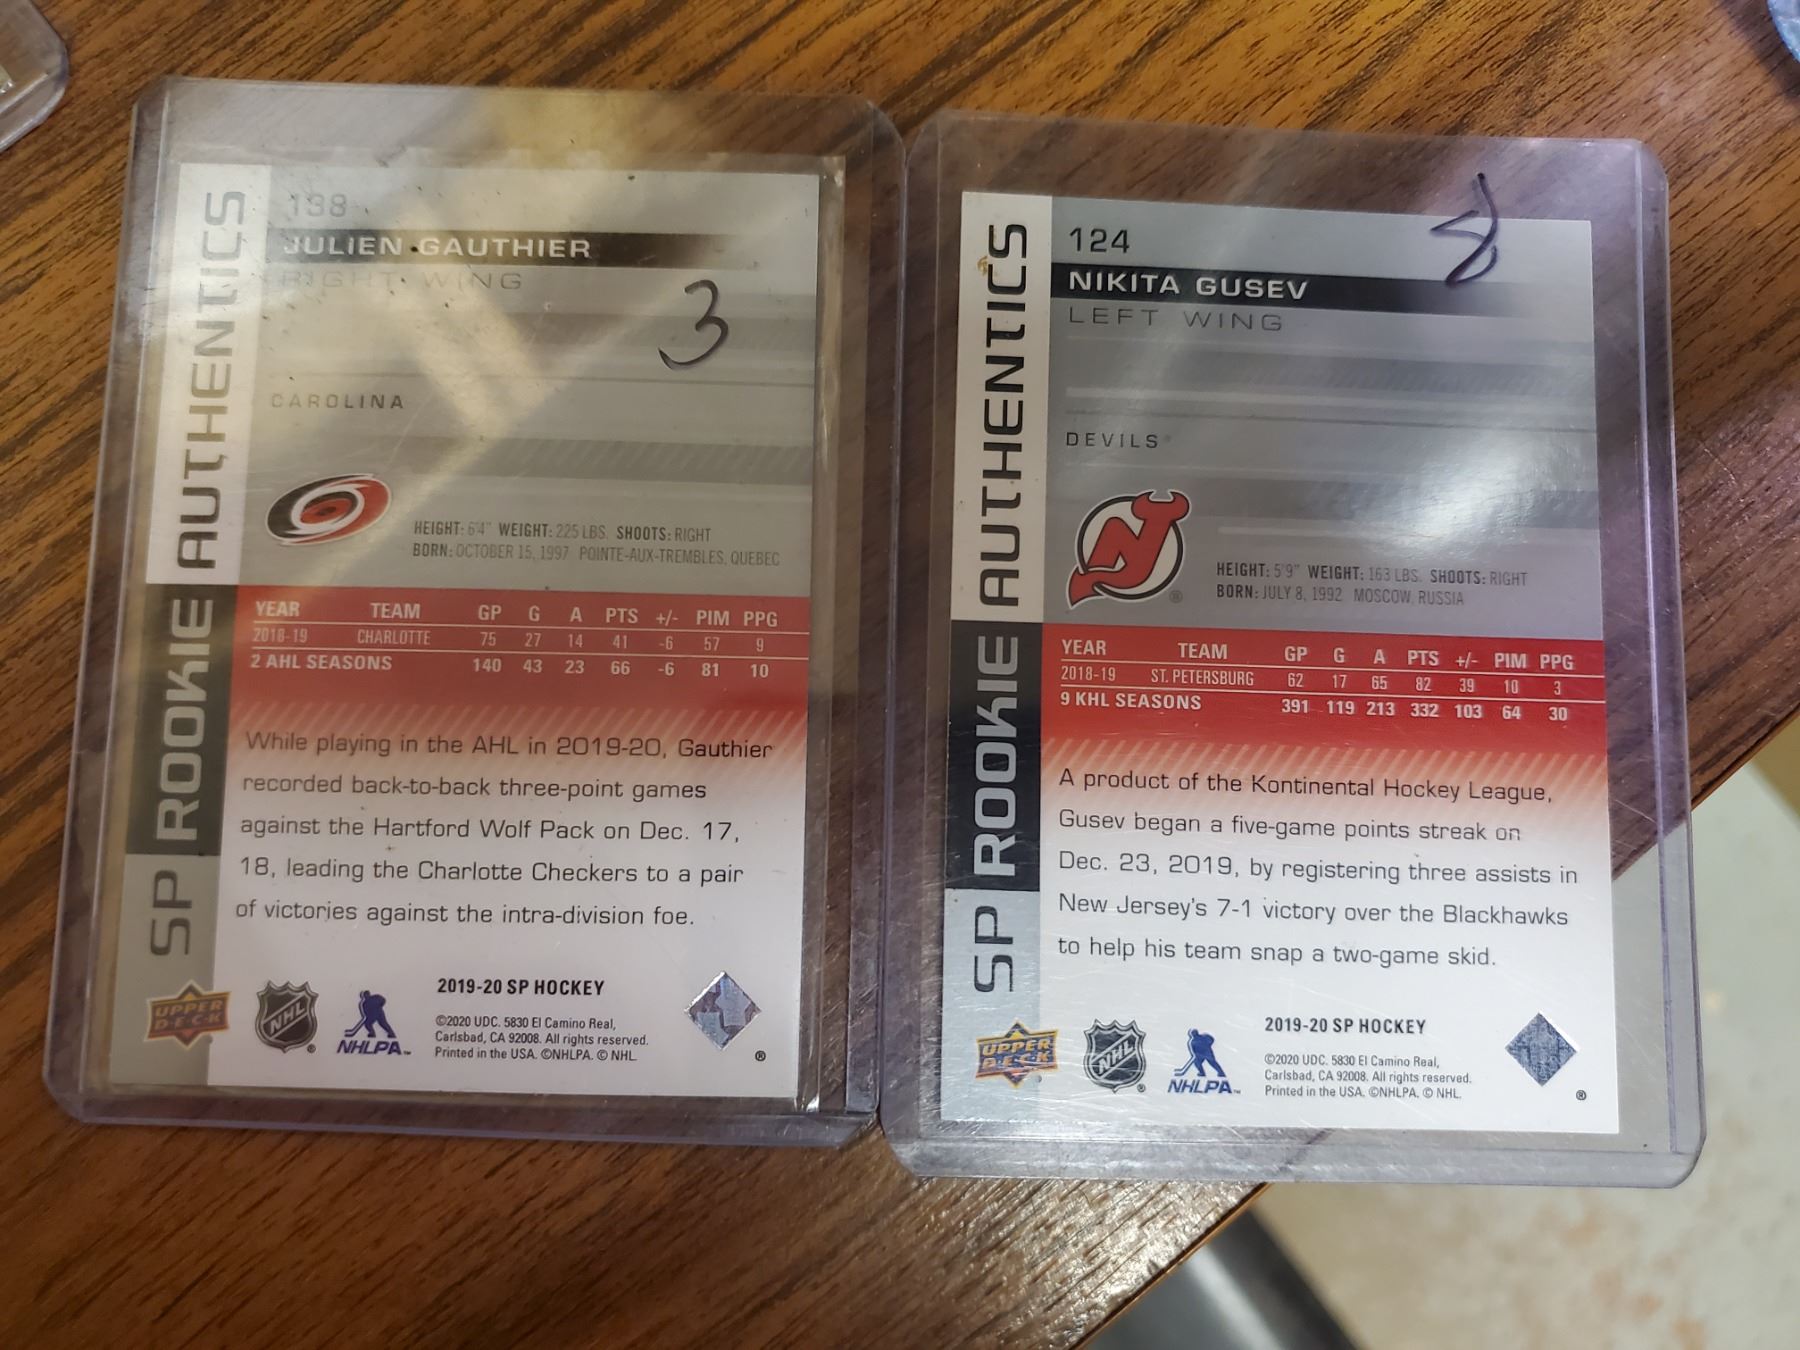 138
JULIEN GAUTHIER
RIGHT WING
3
CAROLINA
HEIGHT: 6'4" WEIGHT: 225 LBS. SHOOTS: RIGHT
BORN: OCTOBER 15, 1997 POINTE-AUX-TREMBLES, QUEBEC
YEAR TEAM GP G A PTS +/- PIM PPG
2018-19 CHARLOTTE 75 27 14 41 -6 57 9
2 AHL SEASONS 140 43 23 66 -6 81 10
While playing in the AHL in 2019-20, Gauthier
recorded back-to-back three-point games
against the Hartford Wolf Pack on Dec. 17,
18, leading the Charlotte Checkers to a pair
of victories against the intra-division foe.
SP ROOKIE AUTHENTICS
UPPER
D·E·C·K
NHL
®
NHLPA™
2019-20 SP HOCKEY
©2020 UDC. 5830 El Camino Real,
Carlsbad, CA 92008. All rights reserved.
Printed in the USA. ©NHLPA. © NHL.
®
124
NIKITA GUSEV
LEFT WING
8
DEVILS
®
HEIGHT: 5'9" WEIGHT: 163 LBS. SHOOTS: RIGHT
BORN: JULY 8, 1992 MOSCOW, RUSSIA
YEAR TEAM GP G A PTS +/- PIM PPG
2018-19 ST. PETERSBURG 62 17 65 82 39 10 3
9 KHL SEASONS 391 119 213 332 103 64 30
A product of the Kontinental Hockey League,
Gusev began a five-game points streak on
Dec. 23, 2019, by registering three assists in
New Jersey's 7-1 victory over the Blackhawks
to help his team snap a two-game skid.
SP ROOKIE AUTHENTICS
UPPER
D·E·C·K
NHL
®
NHLPA™
2019-20 SP HOCKEY
©2020 UDC. 5830 El Camino Real,
Carlsbad, CA 92008. All rights reserved.
Printed in the USA. ©NHLPA. © NHL.
®